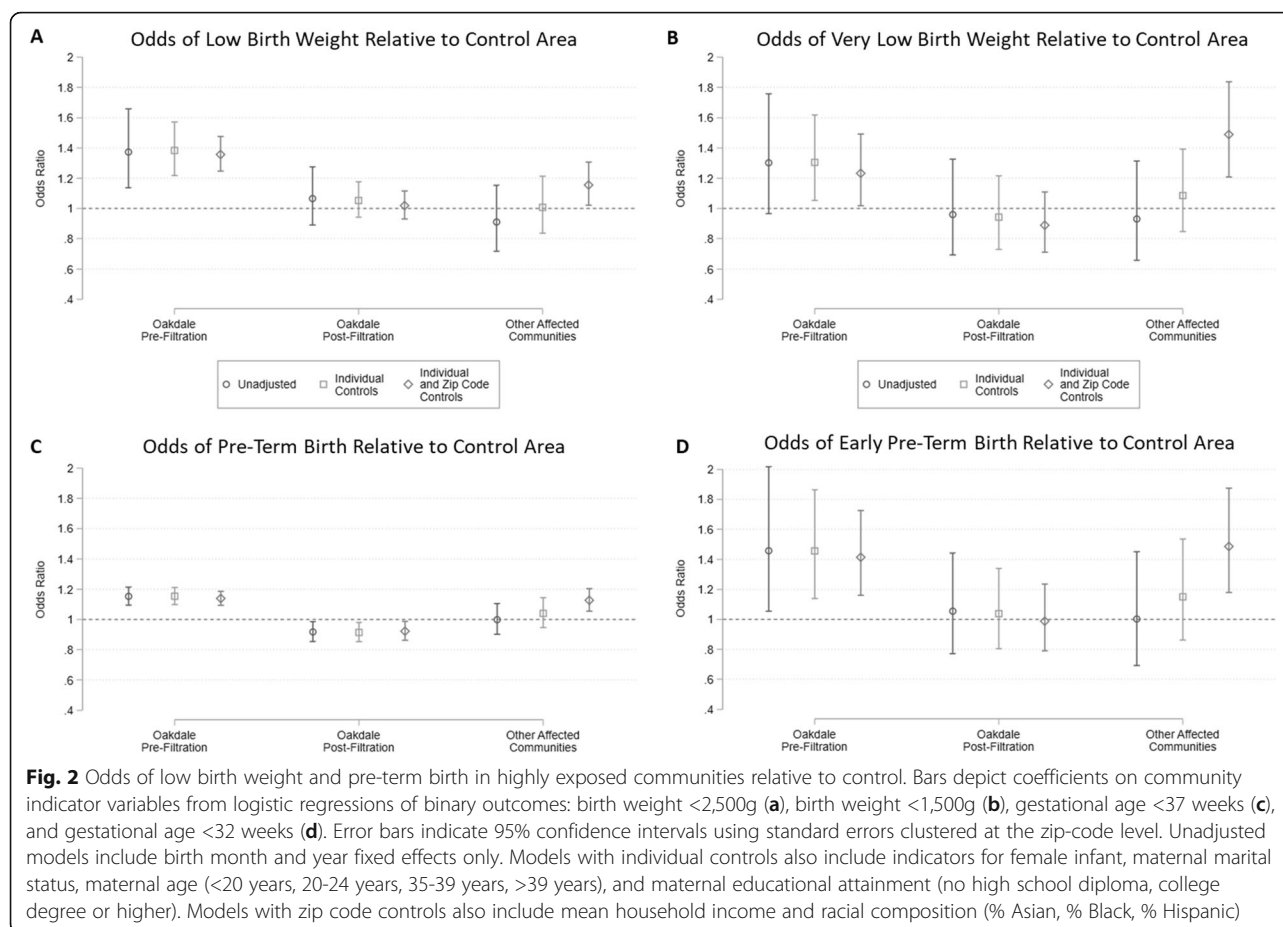 A Odds of Low Birth Weight Relative to Control Area
2
1.8
1.6
1.4
1.2
1
.8
.6
.4
Odds Ratio
Oakdale
Pre-Filtration
Oakdale
Post-Filtration
Other Affected
Communities
B Odds of Very Low Birth Weight Relative to Control Area
2
1.8
1.6
1.4
1.2
1
.8
.6
.4
Odds Ratio
Oakdale
Pre-Filtration
Oakdale
Post-Filtration
Other Affected
Communities
Unadjusted
Individual
Controls
Individual
and Zip Code
Controls
C Odds of Pre-Term Birth Relative to Control Area
2
1.8
1.6
1.4
1.2
1
.8
.6
.4
Odds Ratio
Oakdale
Pre-Filtration
Oakdale
Post-Filtration
Other Affected
Communities
D Odds of Early Pre-Term Birth Relative to Control Area
2
1.8
1.6
1.4
1.2
1
.8
.6
.4
Odds Ratio
Oakdale
Pre-Filtration
Oakdale
Post-Filtration
Other Affected
Communities
Fig. 2 Odds of low birth weight and pre-term birth in highly exposed communities relative to control. Bars depict coefficients on community
indicator variables from logistic regressions of binary outcomes: birth weight <2,500g (a), birth weight <1,500g (b), gestational age <37 weeks (c),
and gestational age <32 weeks (d). Error bars indicate 95% confidence intervals using standard errors clustered at the zip-code level. Unadjusted
models include birth month and year fixed effects only. Models with individual controls also include indicators for female infant, maternal marital
status, maternal age (<20 years, 20-24 years, 35-39 years, >39 years), and maternal educational attainment (no high school diploma, college
degree or higher). Models with zip code controls also include mean household income and racial composition (% Asian, % Black, % Hispanic)